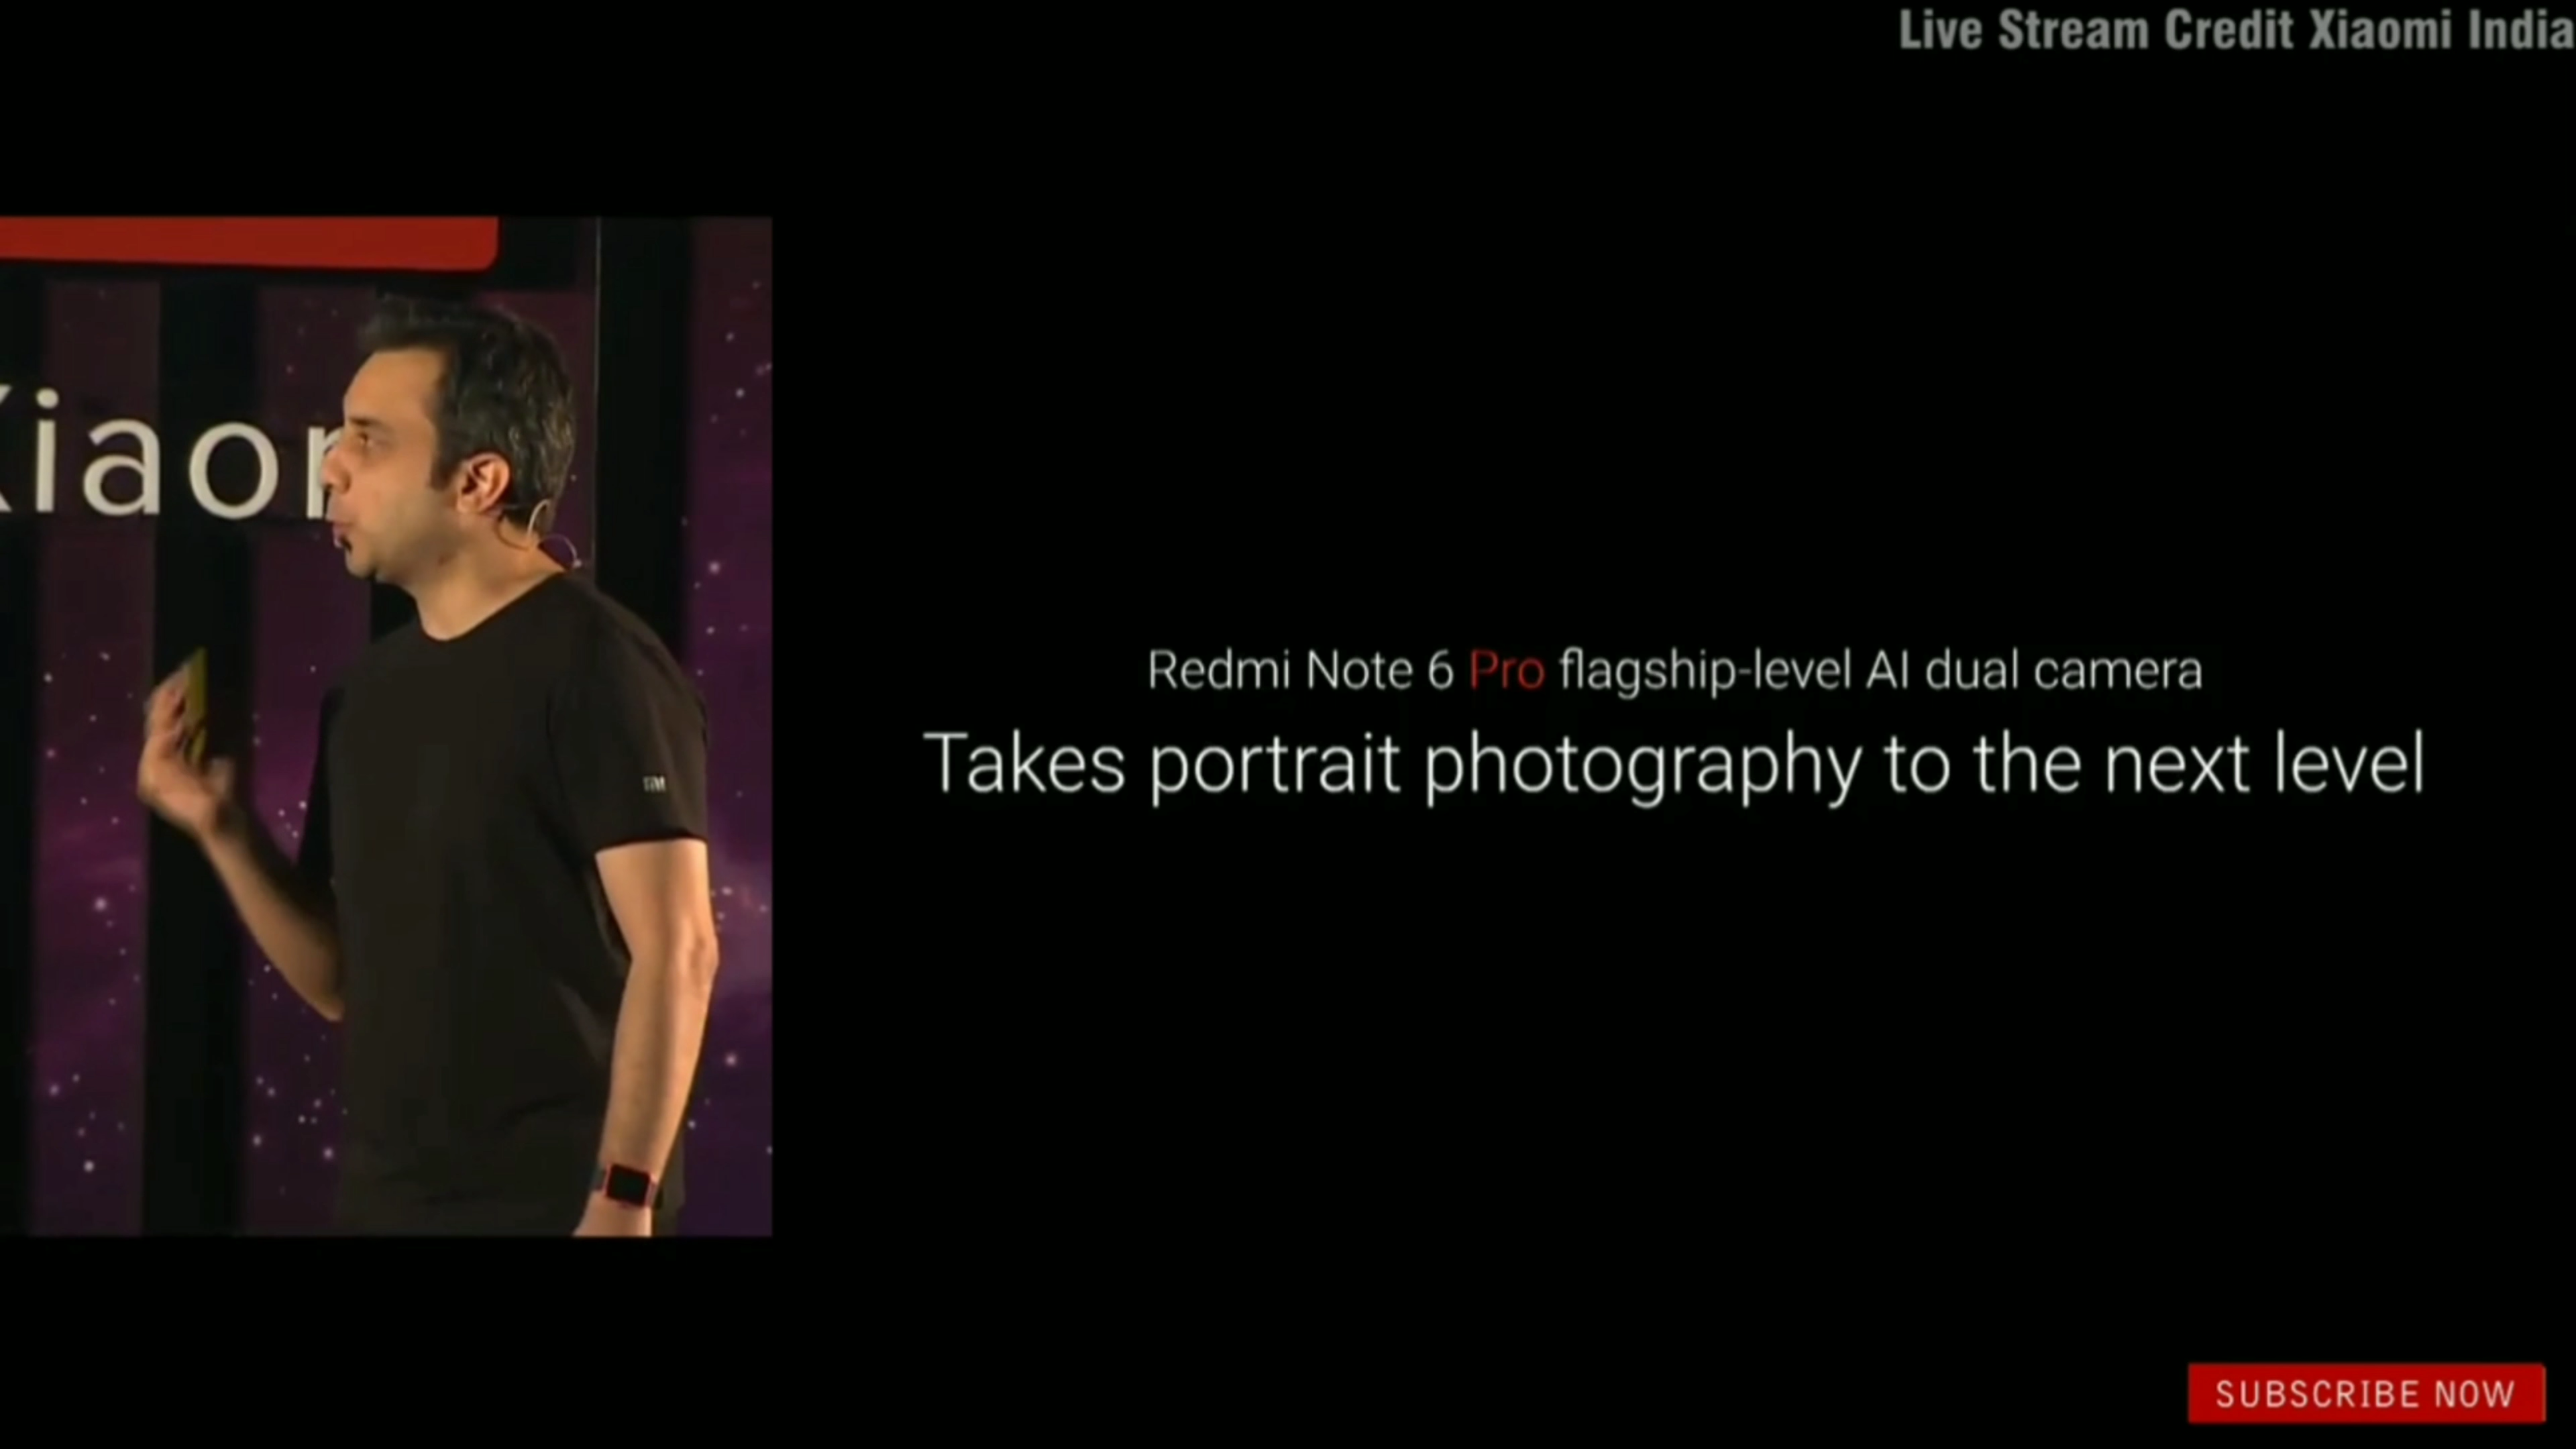 Live Stream Credit Xiaomi India
Xiaom
Redmi Note 6 Pro flagship-level AI dual camera
Takes portrait photography to the next level
SUBSCRIBE NOW